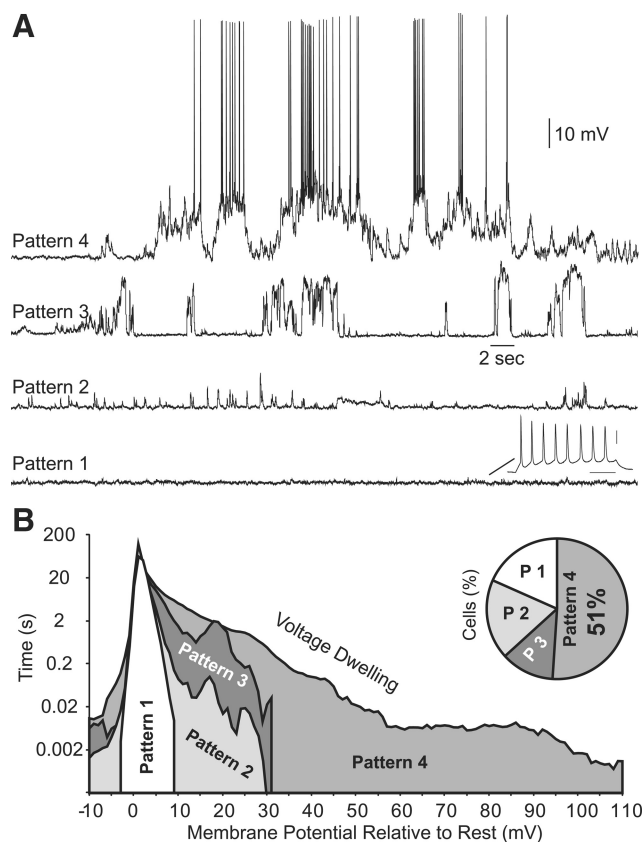 A
10 mV
Pattern 4
Pattern 3
2 sec
Pattern 2
Pattern 1
B
200
20
2
0.2
0.02
0.002
Time (s)
Voltage Dwelling
Pattern 3
Pattern 1
Pattern 2
Pattern 4
Cells (%)
P 1
P 2
P 3
Pattern 4
51%
-10 0 10 20 30 40 50 60 70 80 90 100 110
Membrane Potential Relative to Rest (mV)